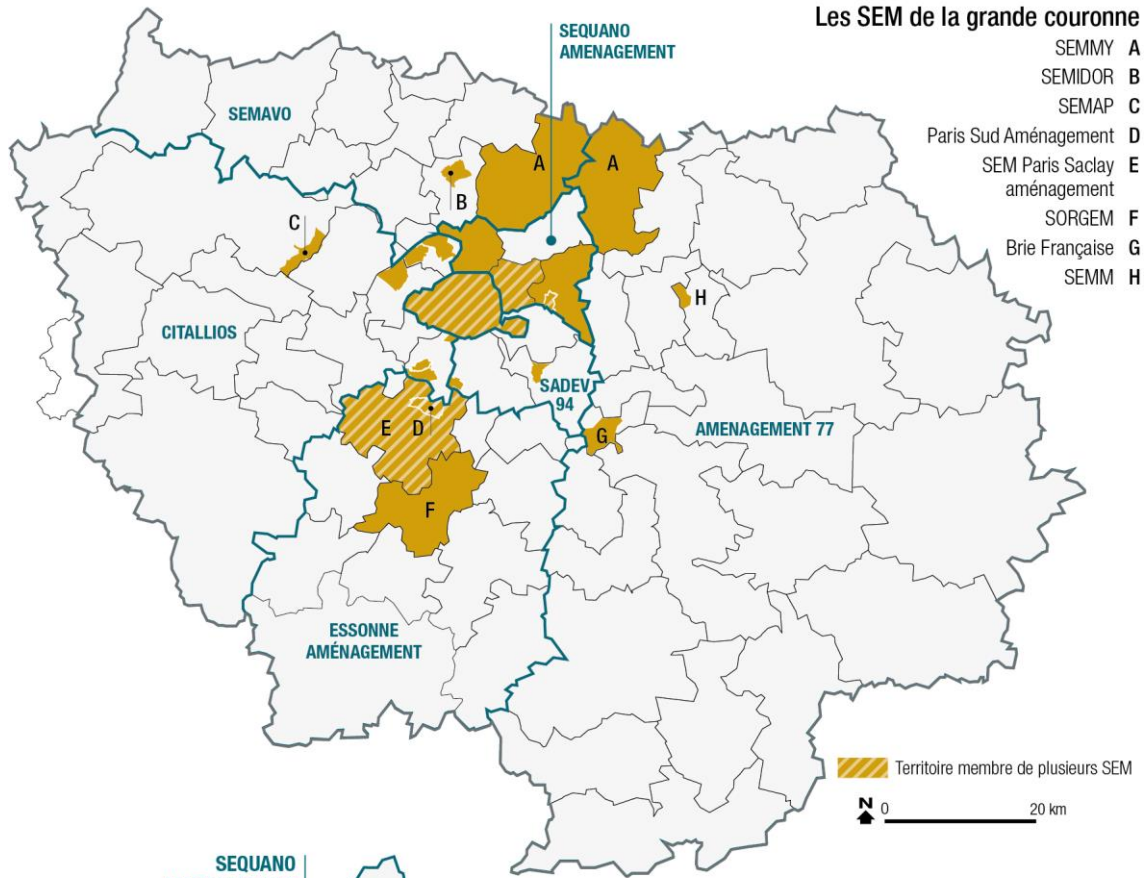 Les SEM de la grande couronne
SEMMY A
SEMIDOR B
SEMAP C
Paris Sud Aménagement D
SEM Paris Saclay E
aménagement
SORGEM F
Brie Française G
SEMM H
SEQUANO
AMENAGEMENT
SEMAVO
A
A
B
C
H
CITALLIOS
SADEV
94
E
D
G
AMENAGEMENT 77
F
ESSONNE
AMÉNAGEMENT
Territoire membre de plusieurs SEM
N
0
20 km
SEQUANO